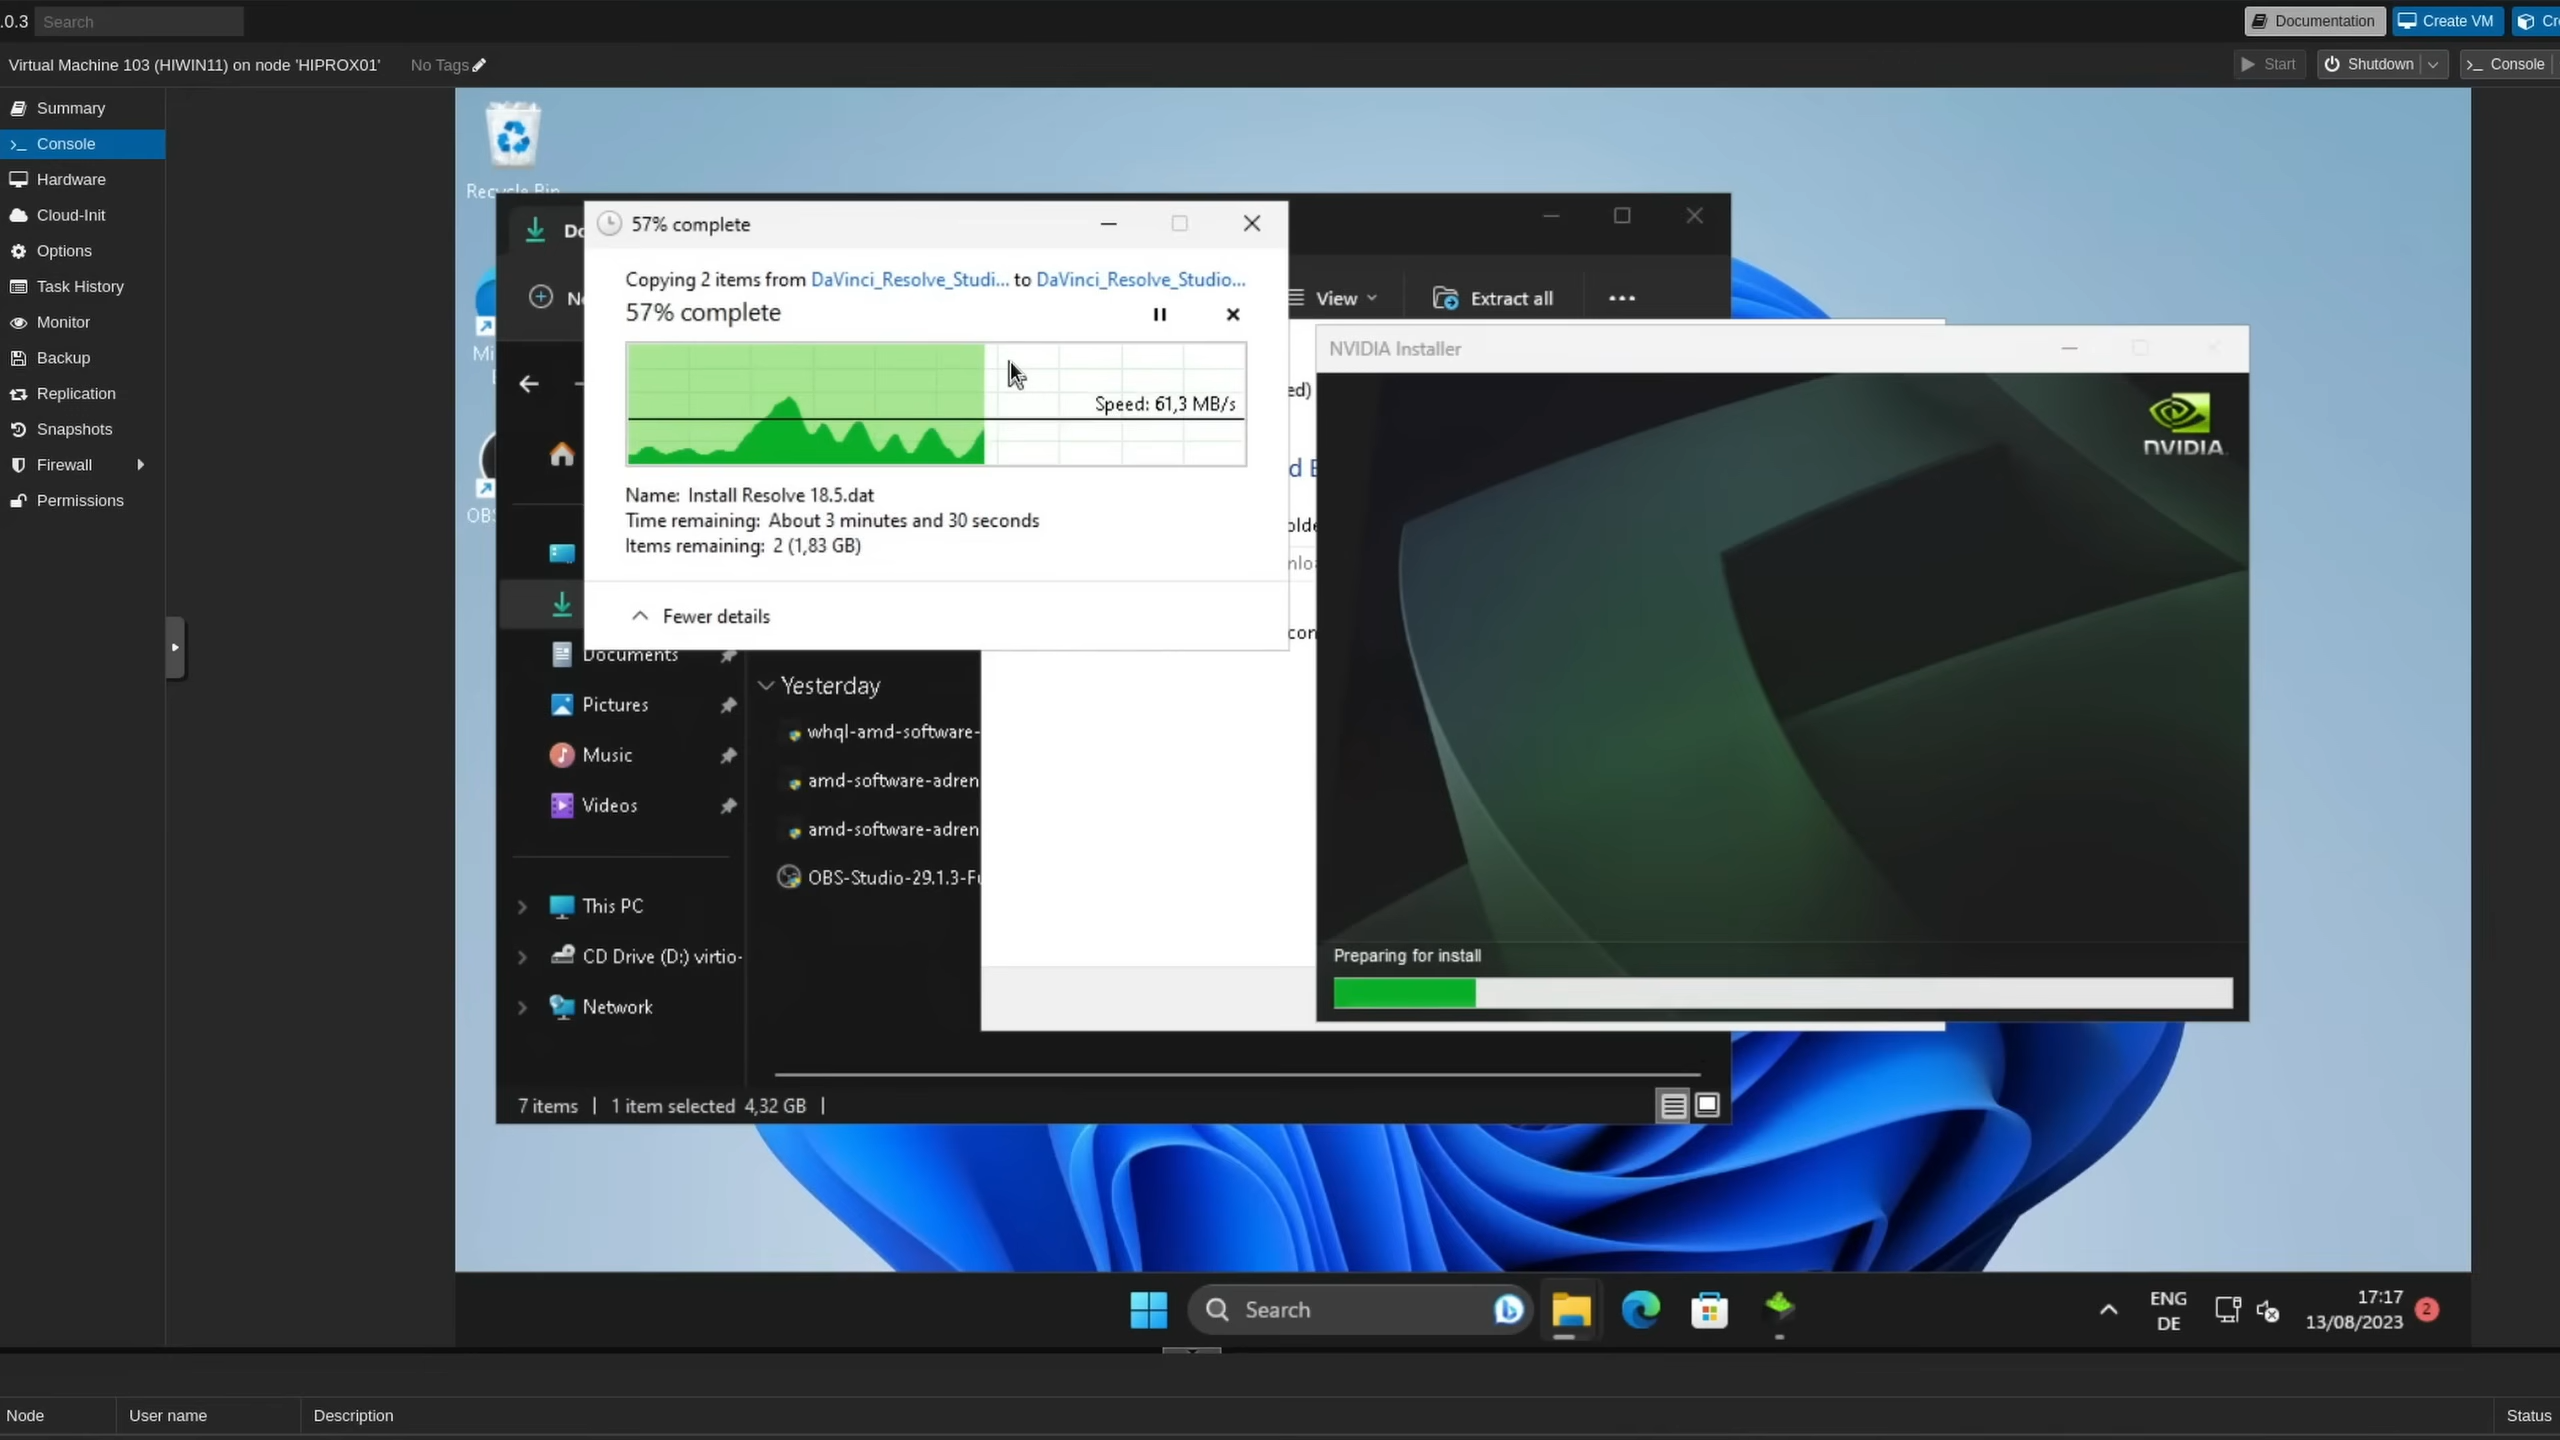 .0.3
Search
Documentation
Create VM
Virtual Machine 103 (HIWIN11) on node 'HIPROX01'
No Tags
Start
Shutdown
Console
Summary
Console
Hardware
Cloud-Init
Options
Task History
Monitor
Backup
Replication
Snapshots
Firewall
Permissions
Recycle Bin
57% complete
Copying 2 items from DaVinci_Resolve_Studi... to DaVinci_Resolve_Studio...
57% complete
Speed: 61,3 MB/s
Name: Install Resolve 18.5.dat
Time remaining: About 3 minutes and 30 seconds
Items remaining: 2 (1,83 GB)
Fewer details
View
Extract all
NVIDIA Installer
NVIDIA.
Preparing for install
Documents
Pictures
Music
Videos
This PC
CD Drive (D:) virtio-
Network
Yesterday
whql-amd-software-
amd-software-adren
amd-software-adren
OBS-Studio-29.1.3-Fu
7 items
1 item selected 4,32 GB
Search
ENG
DE
17:17
13/08/2023
2
Node
User name
Description
Status